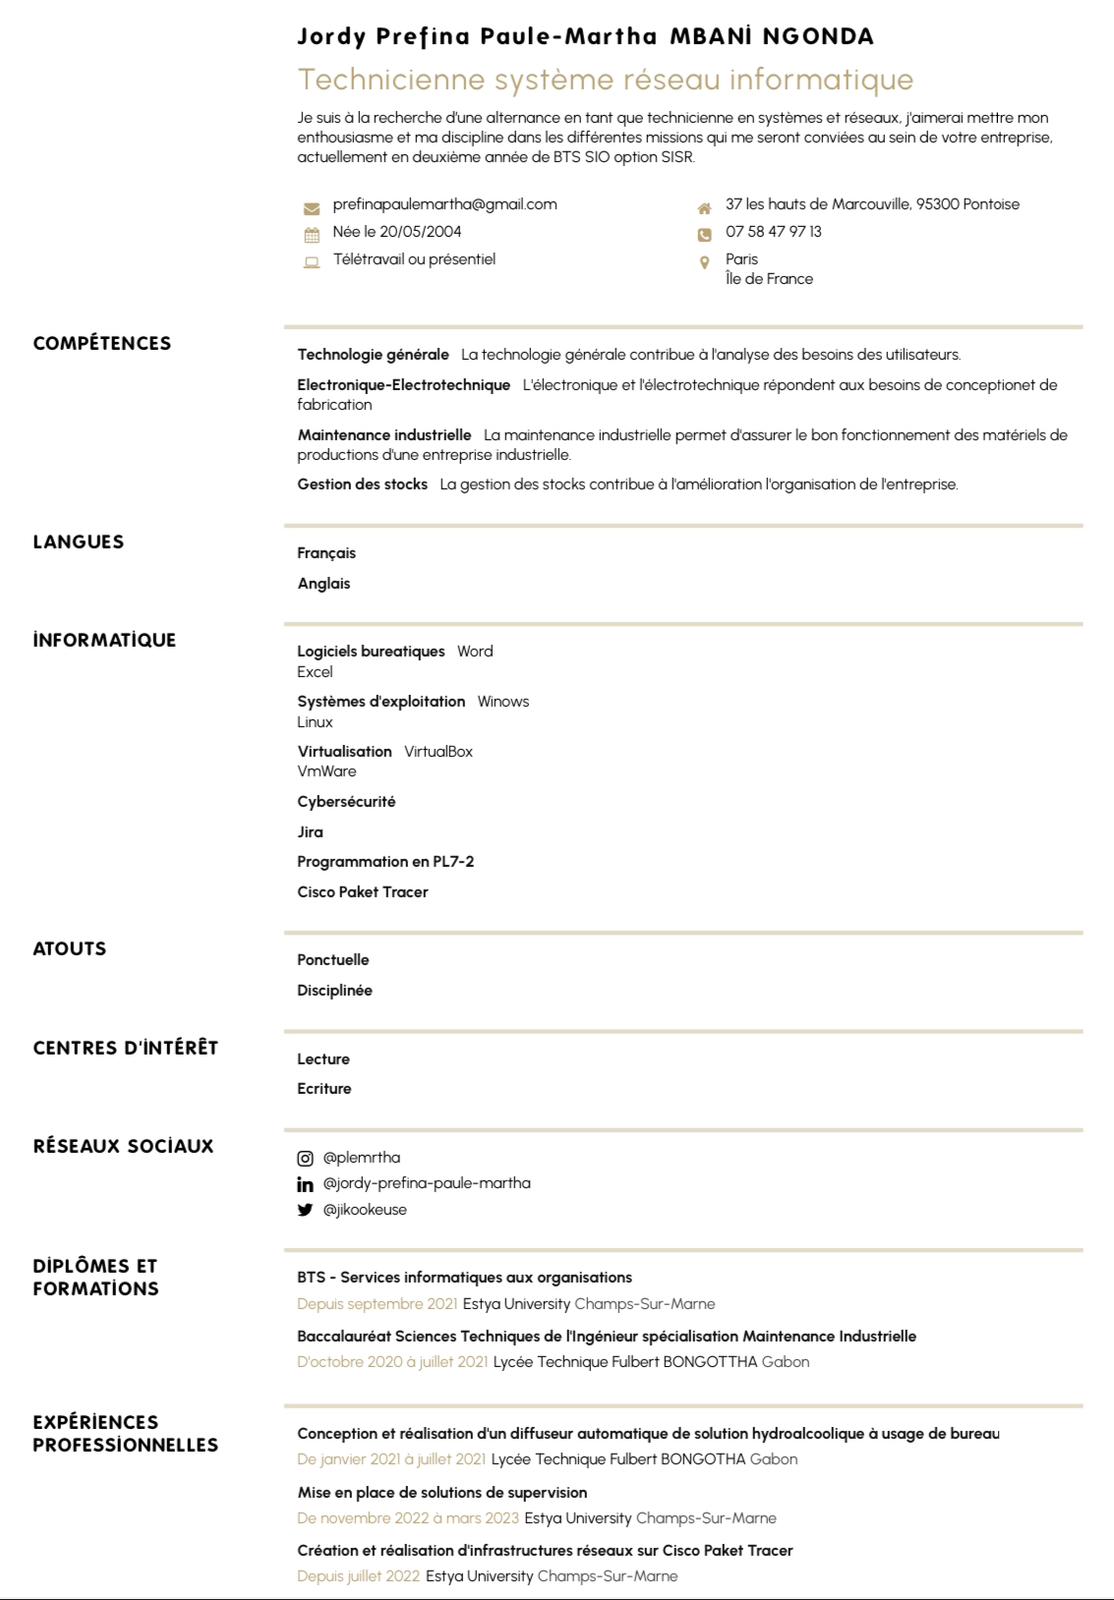 Jordy Prefina Paule-Martha MBANI NGONDA
Technicienne système réseau informatique
Je suis à la recherche d'une alternance en tant que technicienne en systèmes et réseaux, j'aimerai mettre mon
enthousiasme et ma discipline dans les différentes missions qui me seront conviées au sein de votre entreprise,
actuellement en deuxième année de BTS SIO option SISR.
prefinapaulemartha@gmail.com
Née le 20/05/2004
Télétravail ou présentiel
37 les hauts de Marcouville, 95300 Pontoise
07 58 47 97 13
Paris
Île de France
COMPÉTENCES
Technologie générale La technologie générale contribue à l'analyse des besoins des utilisateurs.
Electronique-Electrotechnique L'électronique et l'électrotechnique répondent aux besoins de conceptionet de
fabrication
Maintenance industrielle La maintenance industrielle permet d'assurer le bon fonctionnement des matériels de
productions d'une entreprise industrielle.
Gestion des stocks La gestion des stocks contribue à l'amélioration l'organisation de l'entreprise.
LANGUES
Français
Anglais
INFORMATIQUE
Logiciels bureatiques Word
Excel
Systèmes d'exploitation Winows
Linux
Virtualisation VirtualBox
VmWare
Cybersécurité
Jira
Programmation en PL7-2
Cisco Paket Tracer
ATOUTS
Ponctuelle
Disciplinée
CENTRES D'INTÉRÊT
Lecture
Ecriture
RÉSEAUX SOCIAUX
@plemrtha
@jordy-prefina-paule-martha
@jikookeuse
DIPLÔMES ET
FORMATIONS
BTS - Services informatiques aux organisations
Depuis septembre 2021 Estya University Champs-Sur-Marne
Baccalauréat Sciences Techniques de l'Ingénieur spécialisation Maintenance Industrielle
D'octobre 2020 à juillet 2021 Lycée Technique Fulbert BONGOTTHA Gabon
EXPÉRIENCES
PROFESSIONNELLES
Conception et réalisation d'un diffuseur automatique de solution hydroalcoolique à usage de bureau
De janvier 2021 à juillet 2021 Lycée Technique Fulbert BONGOTHA Gabon
Mise en place de solutions de supervision
De novembre 2022 à mars 2023 Estya University Champs-Sur-Marne
Création et réalisation d'infrastructures réseaux sur Cisco Paket Tracer
Depuis juillet 2022 Estya University Champs-Sur-Marne